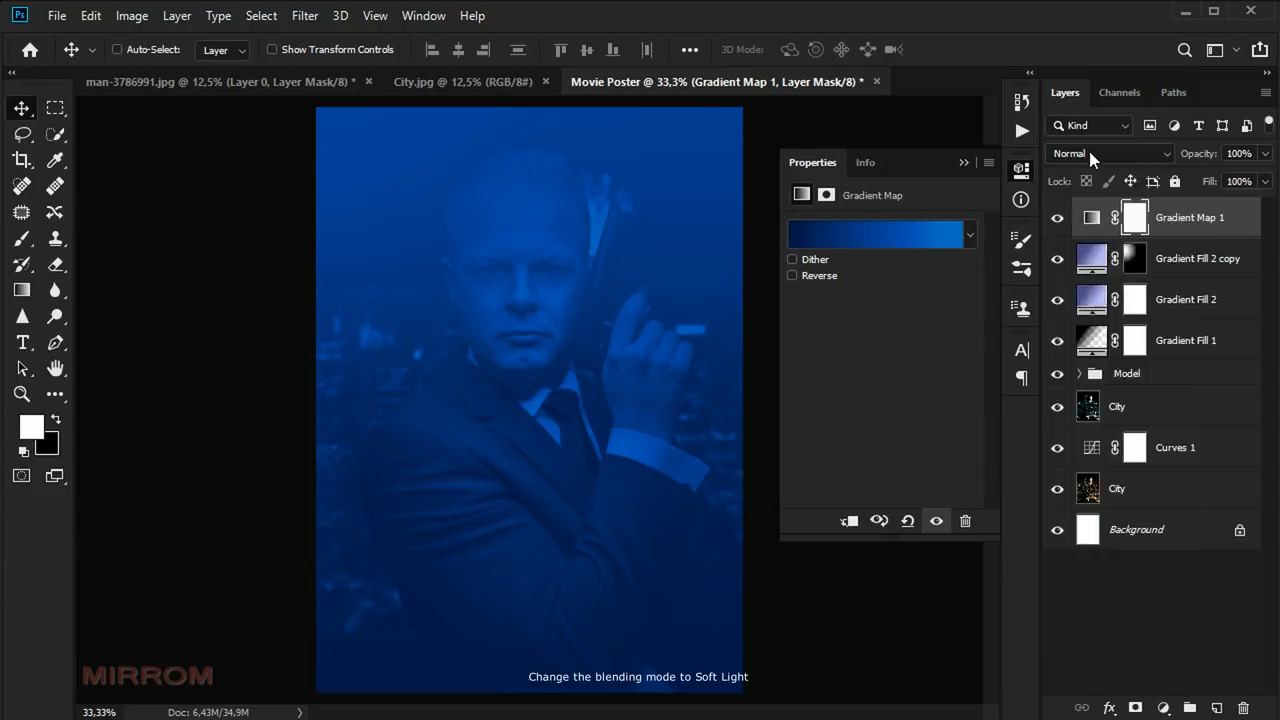 Ps File Edit Image Layer Type Select Filter 3D View Window Help
Auto-Select: Layer Show Transform Controls 3D Mode:
man-3786991.jpg @ 12,5% (Layer 0, Layer Mask/8) * City.jpg @ 12,5% (RGB/8#) Movie Poster @ 33,3% (Gradient Map 1, Layer Mask/8) *
Layers Channels Paths
Kind
Normal Opacity: 100%
Lock: Fill: 100%
Properties Info
Gradient Map
Dither
Reverse
Gradient Map 1
Gradient Fill 2 copy
Gradient Fill 2
Gradient Fill 1
Model
City
Curves 1
City
Background
MIRROM
Change the blending mode to Soft Light
33,33% Doc: 6,43M/34,9M